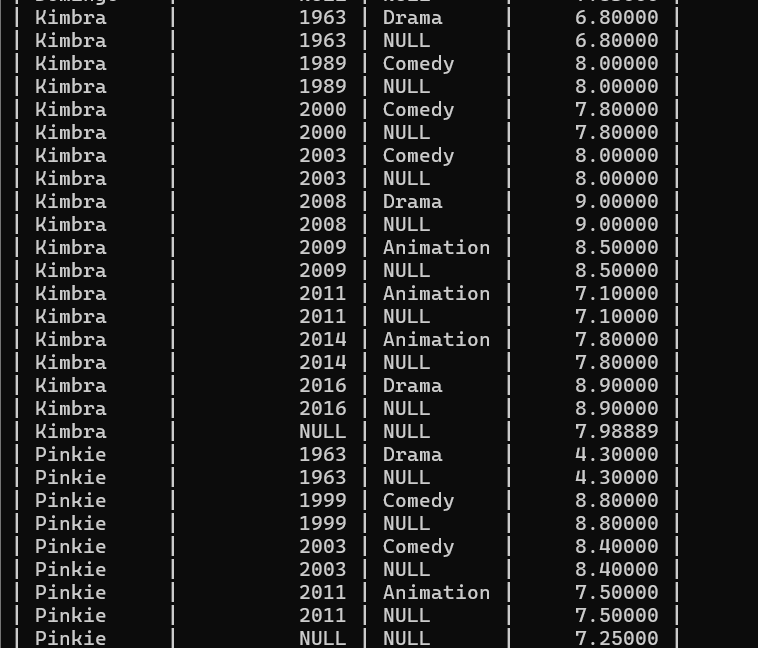 | Kimbra | 1963 | Drama | 6.80000 |
| Kimbra | 1963 | NULL | 6.80000 |
| Kimbra | 1989 | Comedy | 8.00000 |
| Kimbra | 1989 | NULL | 8.00000 |
| Kimbra | 2000 | Comedy | 7.80000 |
| Kimbra | 2000 | NULL | 7.80000 |
| Kimbra | 2003 | Comedy | 8.00000 |
| Kimbra | 2003 | NULL | 8.00000 |
| Kimbra | 2008 | Drama | 9.00000 |
| Kimbra | 2008 | NULL | 9.00000 |
| Kimbra | 2009 | Animation | 8.50000 |
| Kimbra | 2009 | NULL | 8.50000 |
| Kimbra | 2011 | Animation | 7.10000 |
| Kimbra | 2011 | NULL | 7.10000 |
| Kimbra | 2014 | Animation | 7.80000 |
| Kimbra | 2014 | NULL | 7.80000 |
| Kimbra | 2016 | Drama | 8.90000 |
| Kimbra | 2016 | NULL | 8.90000 |
| Kimbra | NULL | NULL | 7.98889 |
| Pinkie | 1963 | Drama | 4.30000 |
| Pinkie | 1963 | NULL | 4.30000 |
| Pinkie | 1999 | Comedy | 8.80000 |
| Pinkie | 1999 | NULL | 8.80000 |
| Pinkie | 2003 | Comedy | 8.40000 |
| Pinkie | 2003 | NULL | 8.40000 |
| Pinkie | 2011 | Animation | 7.50000 |
| Pinkie | 2011 | NULL | 7.50000 |
| Pinkie | NULL | NULL | 7.25000 |